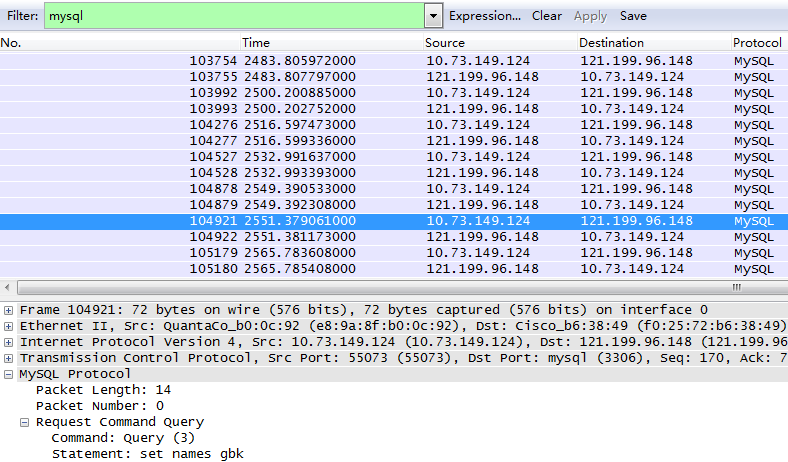 Filter: mysql Expression... Clear Apply Save
No. Time Source Destination Protocol
103754 2483.805972000 10.73.149.124 121.199.96.148 MySQL
103755 2483.807797000 121.199.96.148 10.73.149.124 MySQL
103992 2500.200885000 10.73.149.124 121.199.96.148 MySQL
103993 2500.202752000 121.199.96.148 10.73.149.124 MySQL
104276 2516.597473000 10.73.149.124 121.199.96.148 MySQL
104277 2516.599336000 121.199.96.148 10.73.149.124 MySQL
104527 2532.991637000 10.73.149.124 121.199.96.148 MySQL
104528 2532.993393000 121.199.96.148 10.73.149.124 MySQL
104878 2549.390533000 10.73.149.124 121.199.96.148 MySQL
104879 2549.392308000 121.199.96.148 10.73.149.124 MySQL
104921 2551.379061000 10.73.149.124 121.199.96.148 MySQL
104922 2551.381173000 121.199.96.148 10.73.149.124 MySQL
105179 2565.783608000 10.73.149.124 121.199.96.148 MySQL
105180 2565.785408000 121.199.96.148 10.73.149.124 MySQL
Frame 104921: 72 bytes on wire (576 bits), 72 bytes captured (576 bits) on interface 0
Ethernet II, Src: QuantaCo_b0:0c:92 (e8:9a:8f:b0:0c:92), Dst: Cisco_b6:38:49 (f0:25:72:b6:38:49)
Internet Protocol Version 4, Src: 10.73.149.124 (10.73.149.124), Dst: 121.199.96.148 (121.199.96
Transmission Control Protocol, Src Port: 55073 (55073), Dst Port: mysql (3306), Seq: 170, Ack: 7
MySQL Protocol
Packet Length: 14
Packet Number: 0
Request Command Query
Command: Query (3)
Statement: set names gbk